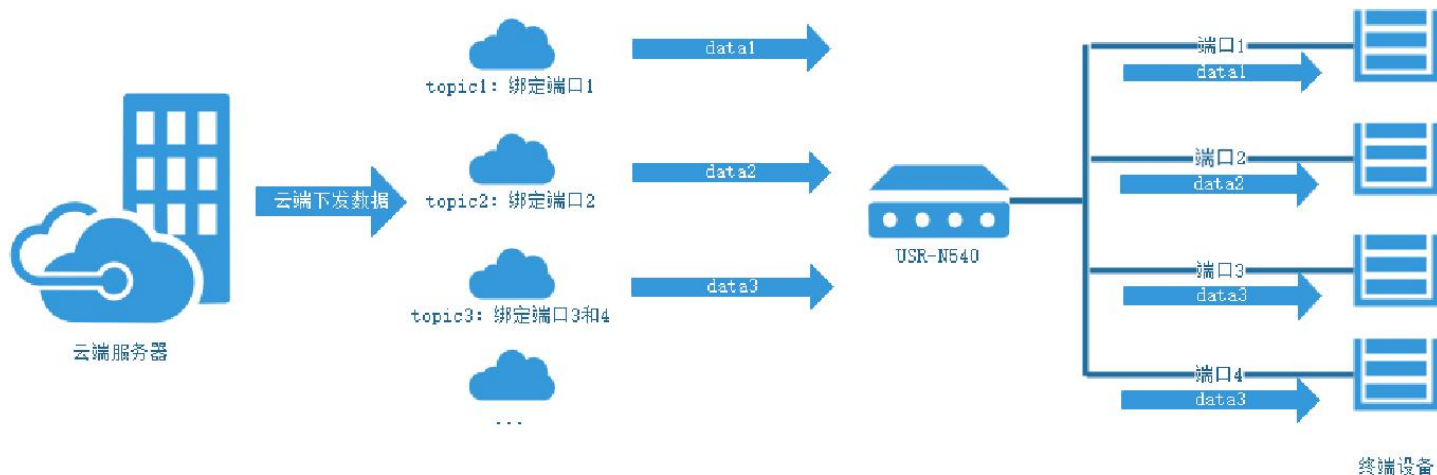 云端服务器
云端下发数据
topic1: 绑定端口1
topic2: 绑定端口2
topic3: 绑定端口3和4
...
data1
data2
data3
USR-N540
端口1
data1
端口2
data2
端口3
data3
端口4
data3
终端设备